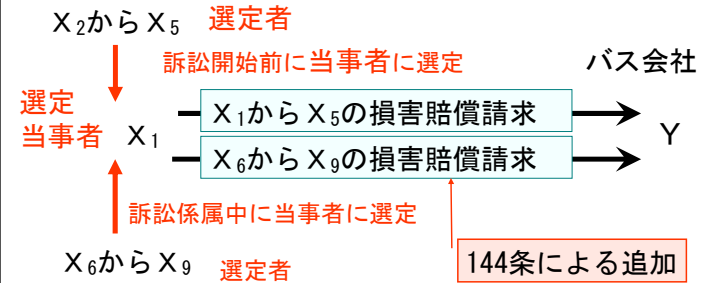 X₂からX₅ 選定者
訴訟開始前に当事者に選定
バス会社
選定
当事者 X₁
X₁からX₅の損害賠償請求
Y
X₆からX₉の損害賠償請求
訴訟係属中に当事者に選定
X₆からX₉ 選定者
144条による追加